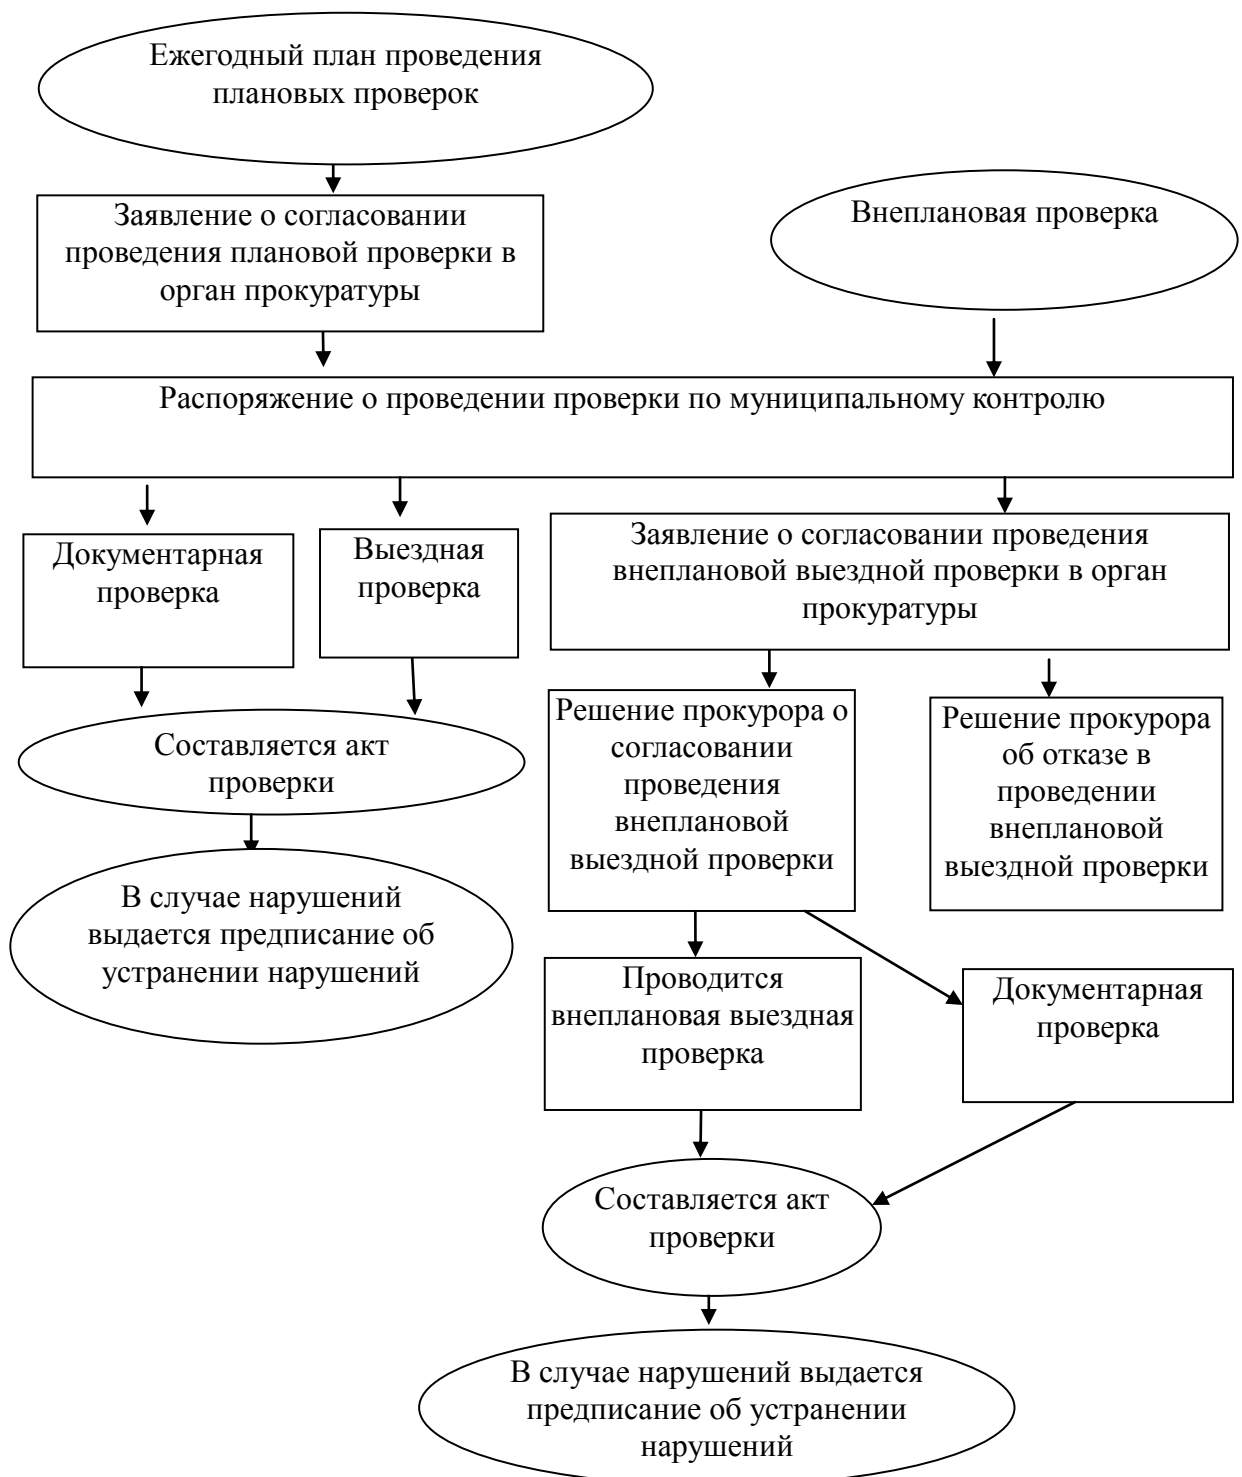 Ежегодный план проведения
плановых проверок
Заявление о согласовании
проведения плановой проверки в
орган прокуратуры
Внеплановая проверка
Распоряжение о проведении проверки по муниципальному контролю
Документарная
проверка
Выездная
проверка
Заявление о согласовании проведения
внеплановой выездной проверки в орган
прокуратуры
Составляется акт
проверки
Решение прокурора о
согласовании
проведения
внеплановой
выездной проверки
Решение прокурора
об отказе в
проведении
внеплановой
выездной проверки
В случае нарушений
выдается предписание об
устранении нарушений
Проводится
внеплановая выездная
проверка
Документарная
проверка
Составляется акт
проверки
В случае нарушений выдается
предписание об устранении
нарушений